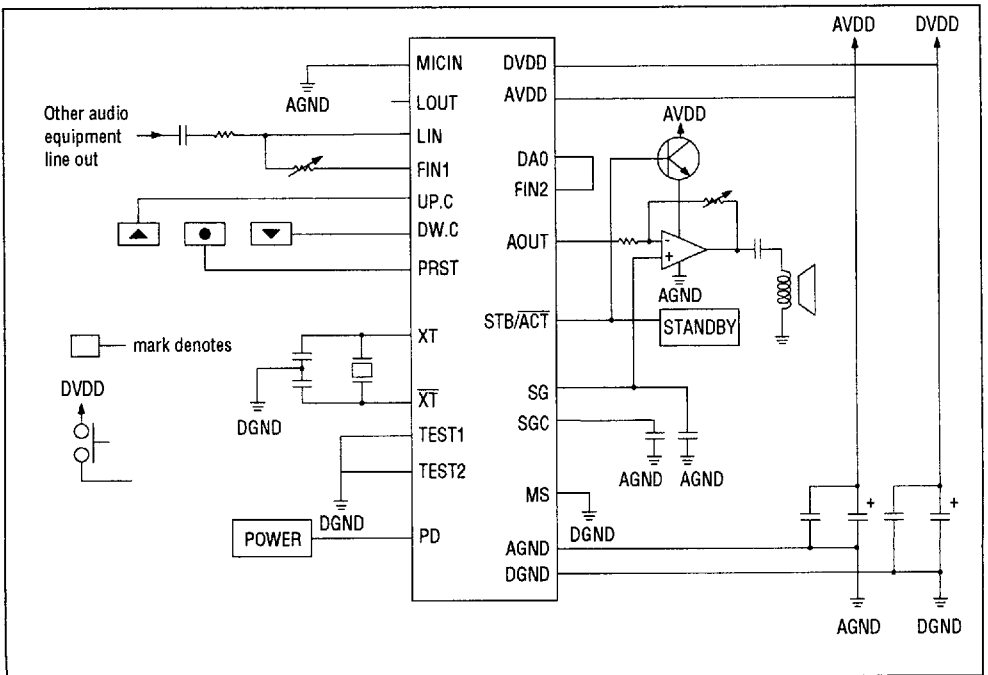 AVDD DVDD
MICIN DVDD
AGND
LOUT AVDD
Other audio
equipment
line out
LIN AVDD
DA0
FIN1
FIN2
UP.C
DW.C AOUT - +
PRST
AGND
STB/A̅C̅T̅ STANDBY
XT
mark denotes
DVDD
SG
X̅T̅
DGND
SGC
TEST1
TEST2 AGND AGND
MS
DGND DGND
POWER PD
AGND
DGND
+ +
AGND DGND